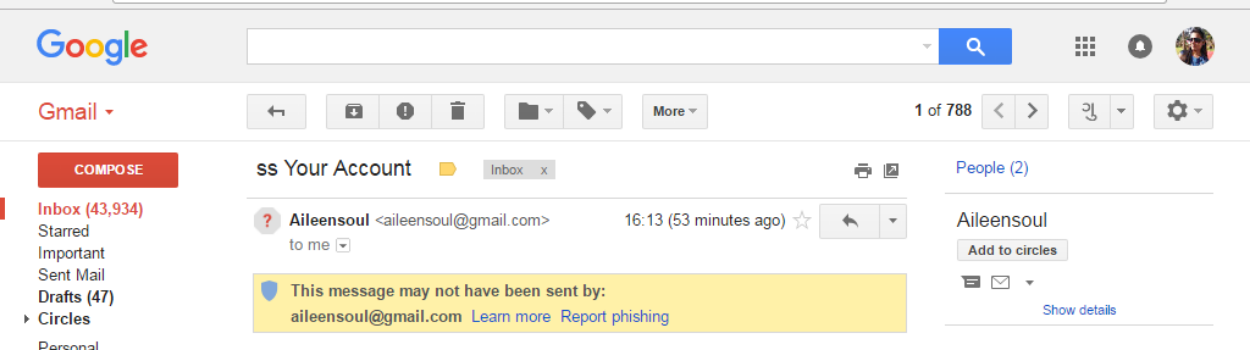 Google
Gmail
More
1 of 788
ગુ
COMPOSE
ss Your Account
Inbox x
People (2)
Inbox (43,934)
Starred
Important
Sent Mail
Drafts (47)
Circles
Personal
? Aileensoul <aileensoul@gmail.com>
16:13 (53 minutes ago)
to me
Aileensoul
Add to circles
This message may not have been sent by:
aileensoul@gmail.com Learn more Report phishing
Show details